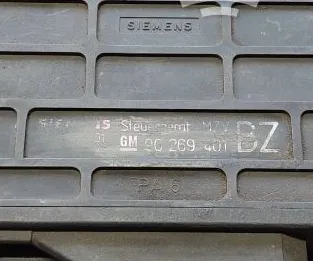 SIEMENS
Steuergerät MZV BZ
GM 90 269 401
PA 6